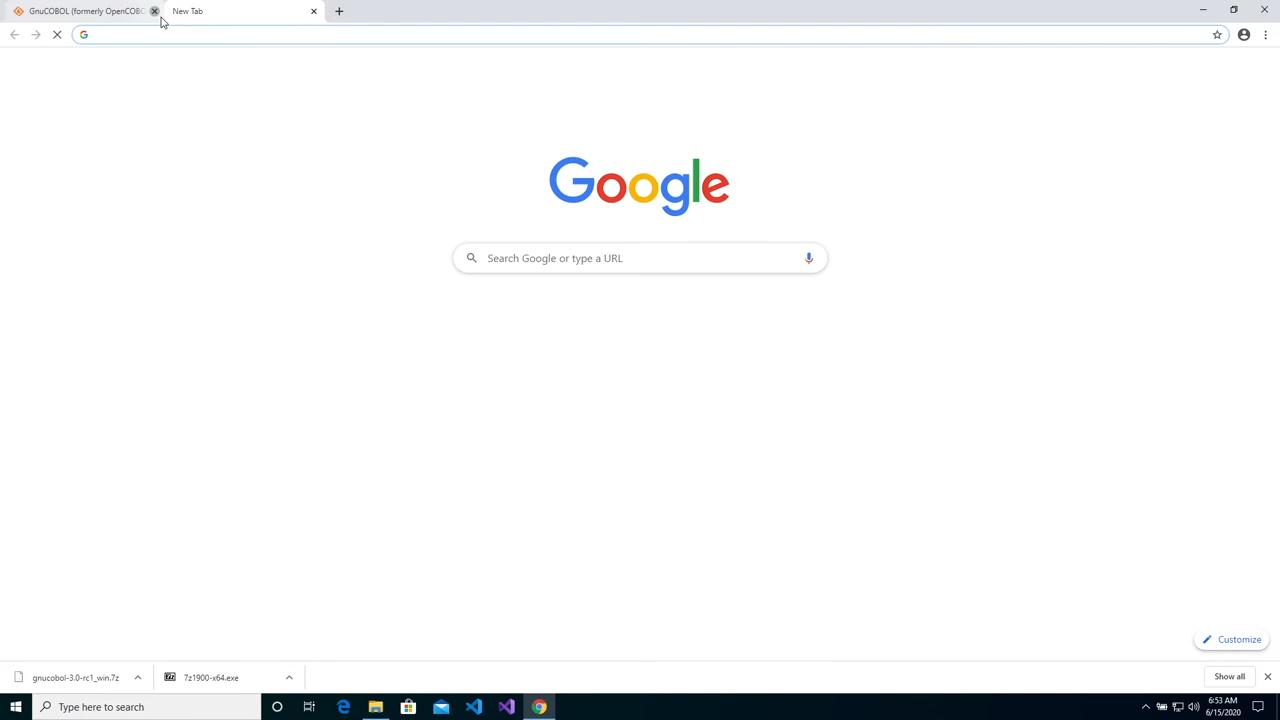 GnuCOBOL (formerly OpenCOBO
New Tab
Google
Search Google or type a URL
Customize
gnucobol-3.0-rc1_win.7z
7z1900-x64.exe
Show all
Type here to search
6:53 AM
6/15/2020